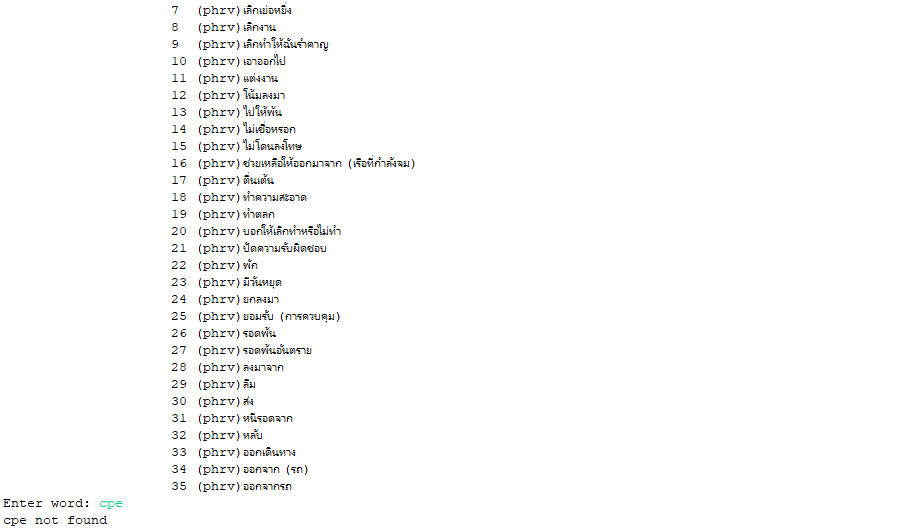 7 (phrv) เลิกเย่อหยิ่ง
8 (phrv) เลิกงาน
9 (phrv) เลิกทำให้ฉันรำคาญ
10 (phrv) เอาออกไป
11 (phrv) แต่งงาน
12 (phrv) โน้มลงมา
13 (phrv) ไปให้พ้น
14 (phrv) ไม่เชื่อหรอก
15 (phrv) ไม่โดนลงโทษ
16 (phrv) ช่วยเหลือให้ออกมาจาก (เรือที่กำลังจม)
17 (phrv) ตื่นเต้น
18 (phrv) ทำความสะอาด
19 (phrv) ทำตลก
20 (phrv) บอกให้เลิกทำหรือไม่ทำ
21 (phrv) ปัดความรับผิดชอบ
22 (phrv) พัก
23 (phrv) มีวันหยุด
24 (phrv) ยกลงมา
25 (phrv) ยอมรับ (การควบคุม)
26 (phrv) รอดพ้น
27 (phrv) รอดพ้นอันตราย
28 (phrv) ลงมาจาก
29 (phrv) ลืม
30 (phrv) ส่ง
31 (phrv) หนีรอดจาก
32 (phrv) หลับ
33 (phrv) ออกเดินทาง
34 (phrv) ออกจาก (รถ)
35 (phrv) ออกจากรถ
Enter word: cpe
cpe not found